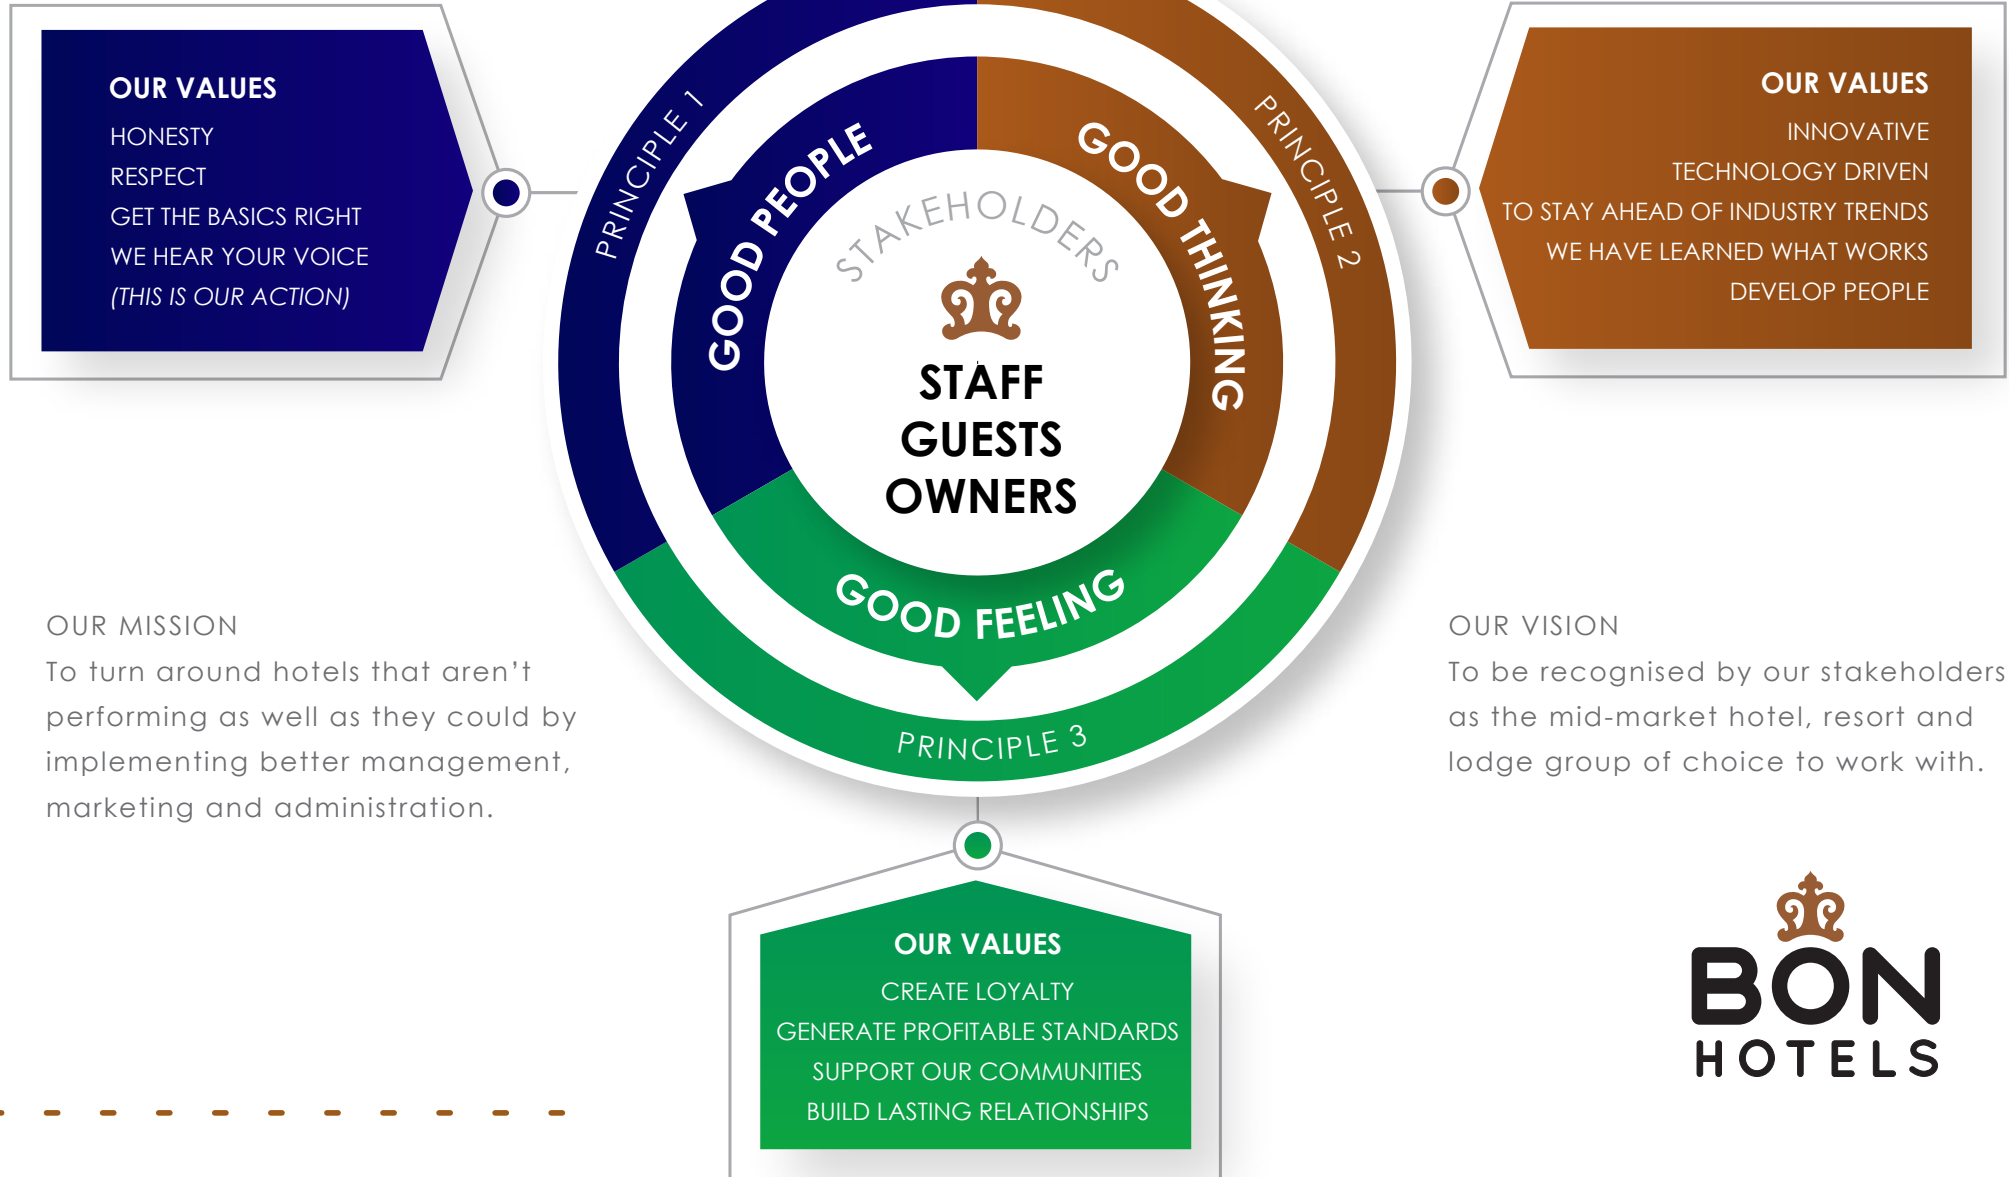 OUR VALUES
HONESTY
RESPECT
GET THE BASICS RIGHT
WE HEAR YOUR VOICE
(THIS IS OUR ACTION)
PRINCIPLE 1
GOOD PEOPLE
STAKEHOLDERS
STAFF
GUESTS
OWNERS
GOOD THINKING
PRINCIPLE 2
OUR VALUES
INNOVATIVE
TECHNOLOGY DRIVEN
TO STAY AHEAD OF INDUSTRY TRENDS
WE HAVE LEARNED WHAT WORKS
DEVELOP PEOPLE
GOOD FEELING
PRINCIPLE 3
OUR MISSION
To turn around hotels that aren’t
performing as well as they could by
implementing better management,
marketing and administration.
OUR VISION
To be recognised by our stakeholders
as the mid-market hotel, resort and
lodge group of choice to work with.
OUR VALUES
CREATE LOYALTY
GENERATE PROFITABLE STANDARDS
SUPPORT OUR COMMUNITIES
BUILD LASTING RELATIONSHIPS
BON
HOTELS